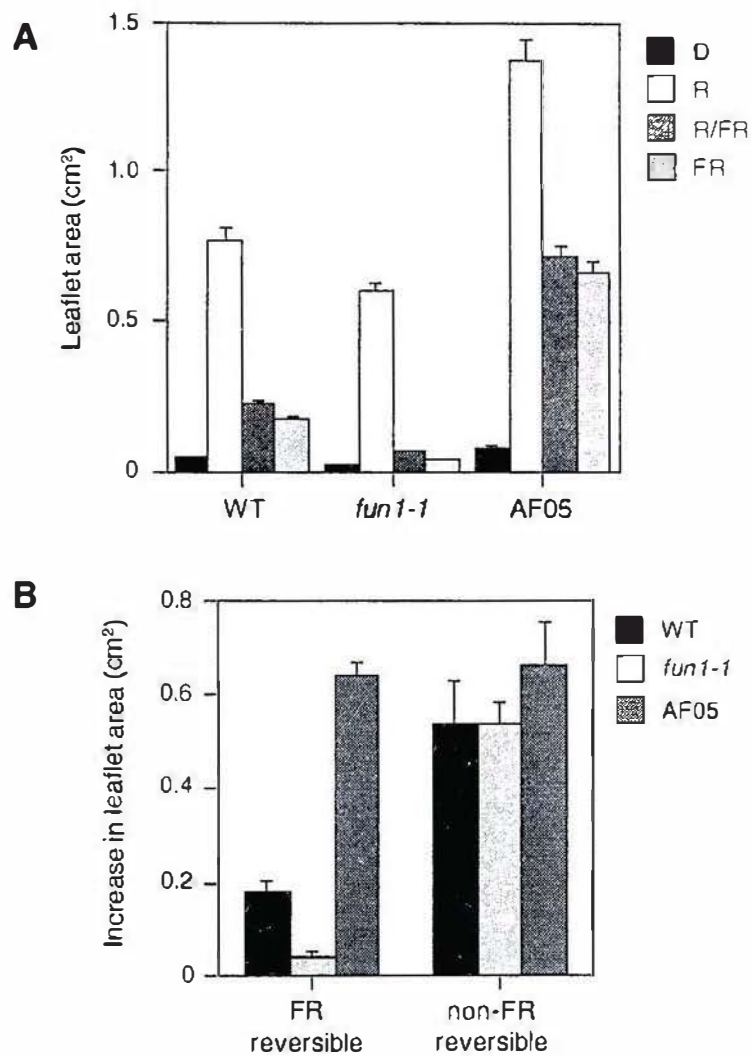 A
Leaflet area (cm²)
1.5
1.0
0.5
0
WT
fun1-1
AF05
D
R
R/FR
FR
B
Increase in leaflet area (cm²)
0.8
0.6
0.4
0.2
0
FR
reversible
non-FR
reversible
WT
fun1-1
AF05